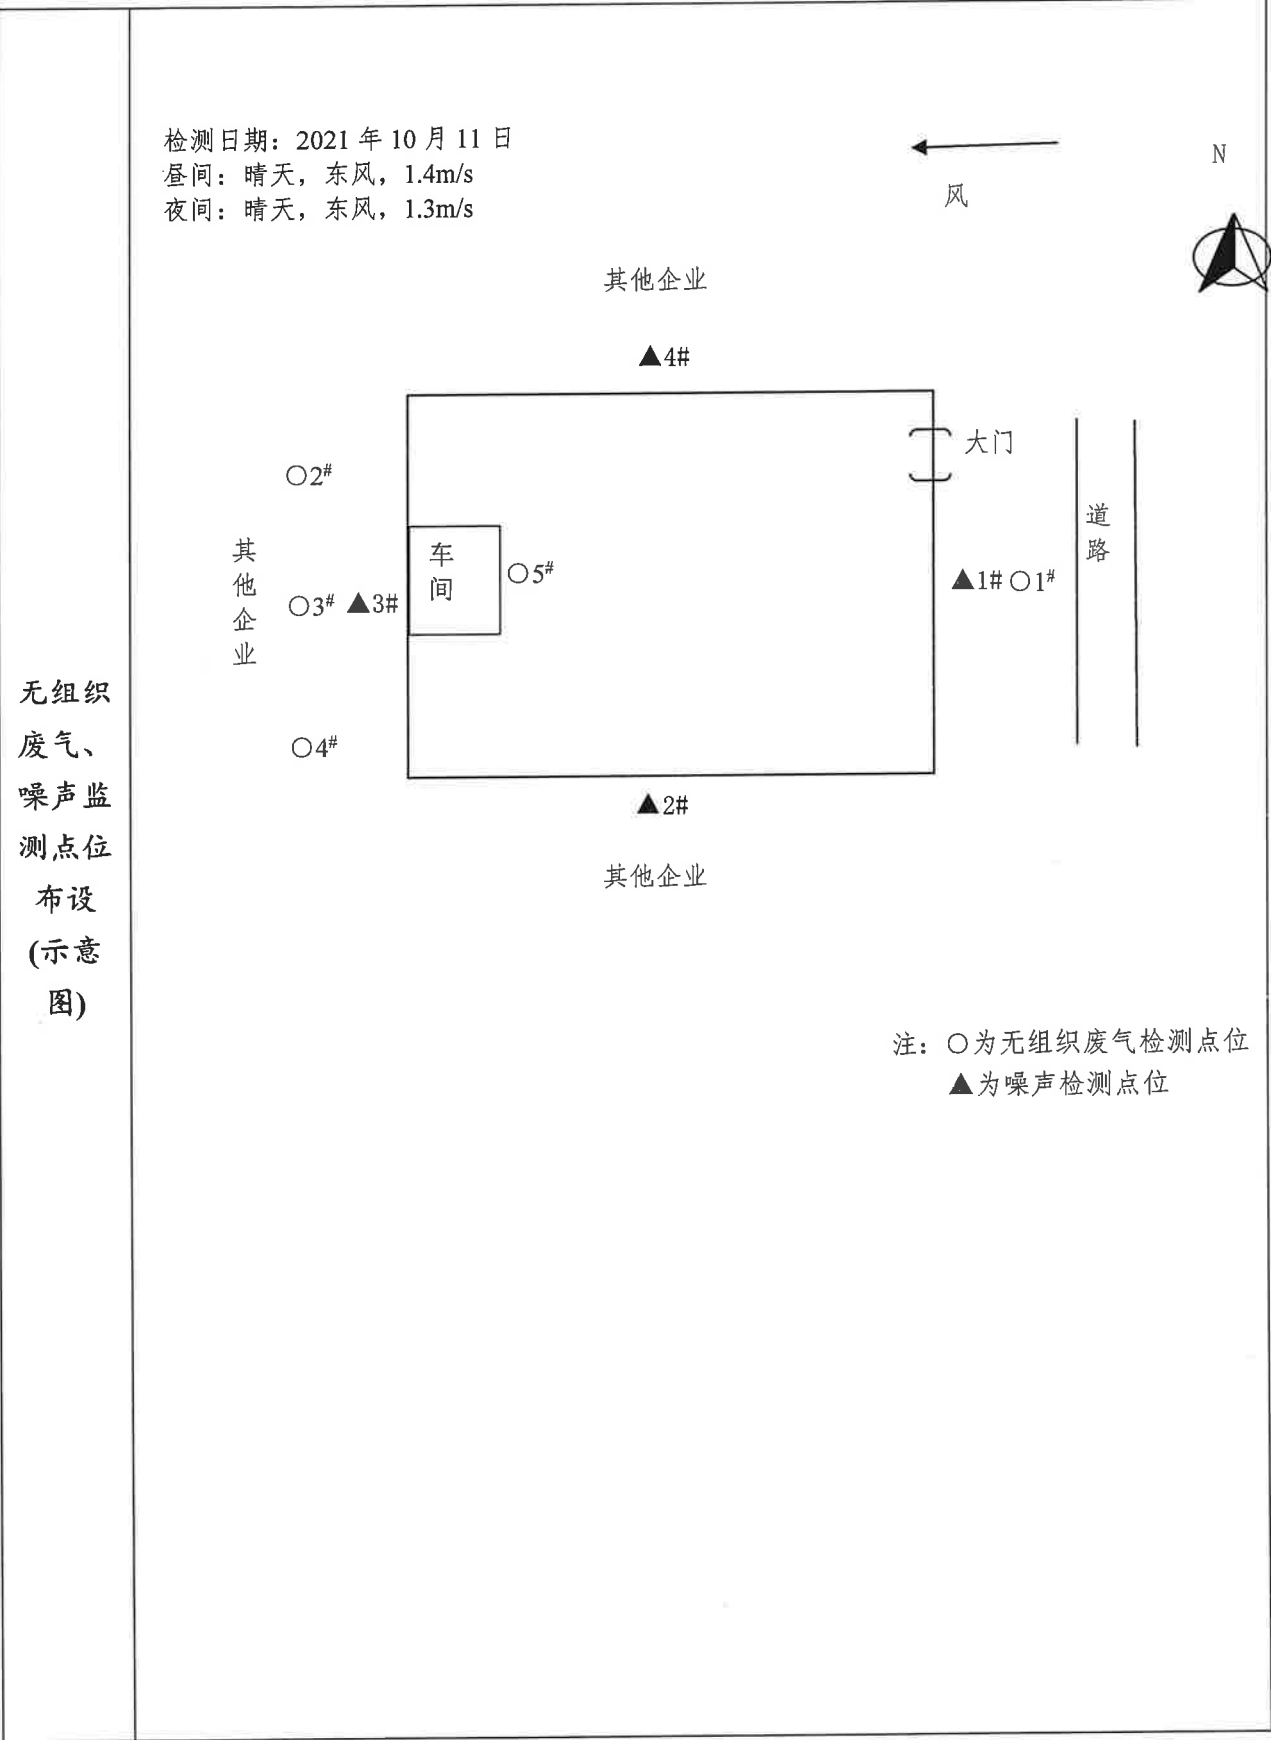 检测日期：2021 年 10 月 11 日
昼间：晴天，东风，1.4m/s
夜间：晴天，东风，1.3m/s
风
N
其他企业
▲4#
大门
○2#
道路
其他企业
车间
○5#
▲1# ○1#
○3# ▲3#
○4#
▲2#
其他企业
无组织
废气、
噪声监
测点位
布设
(示意
图)
注：○为无组织废气检测点位
▲为噪声检测点位